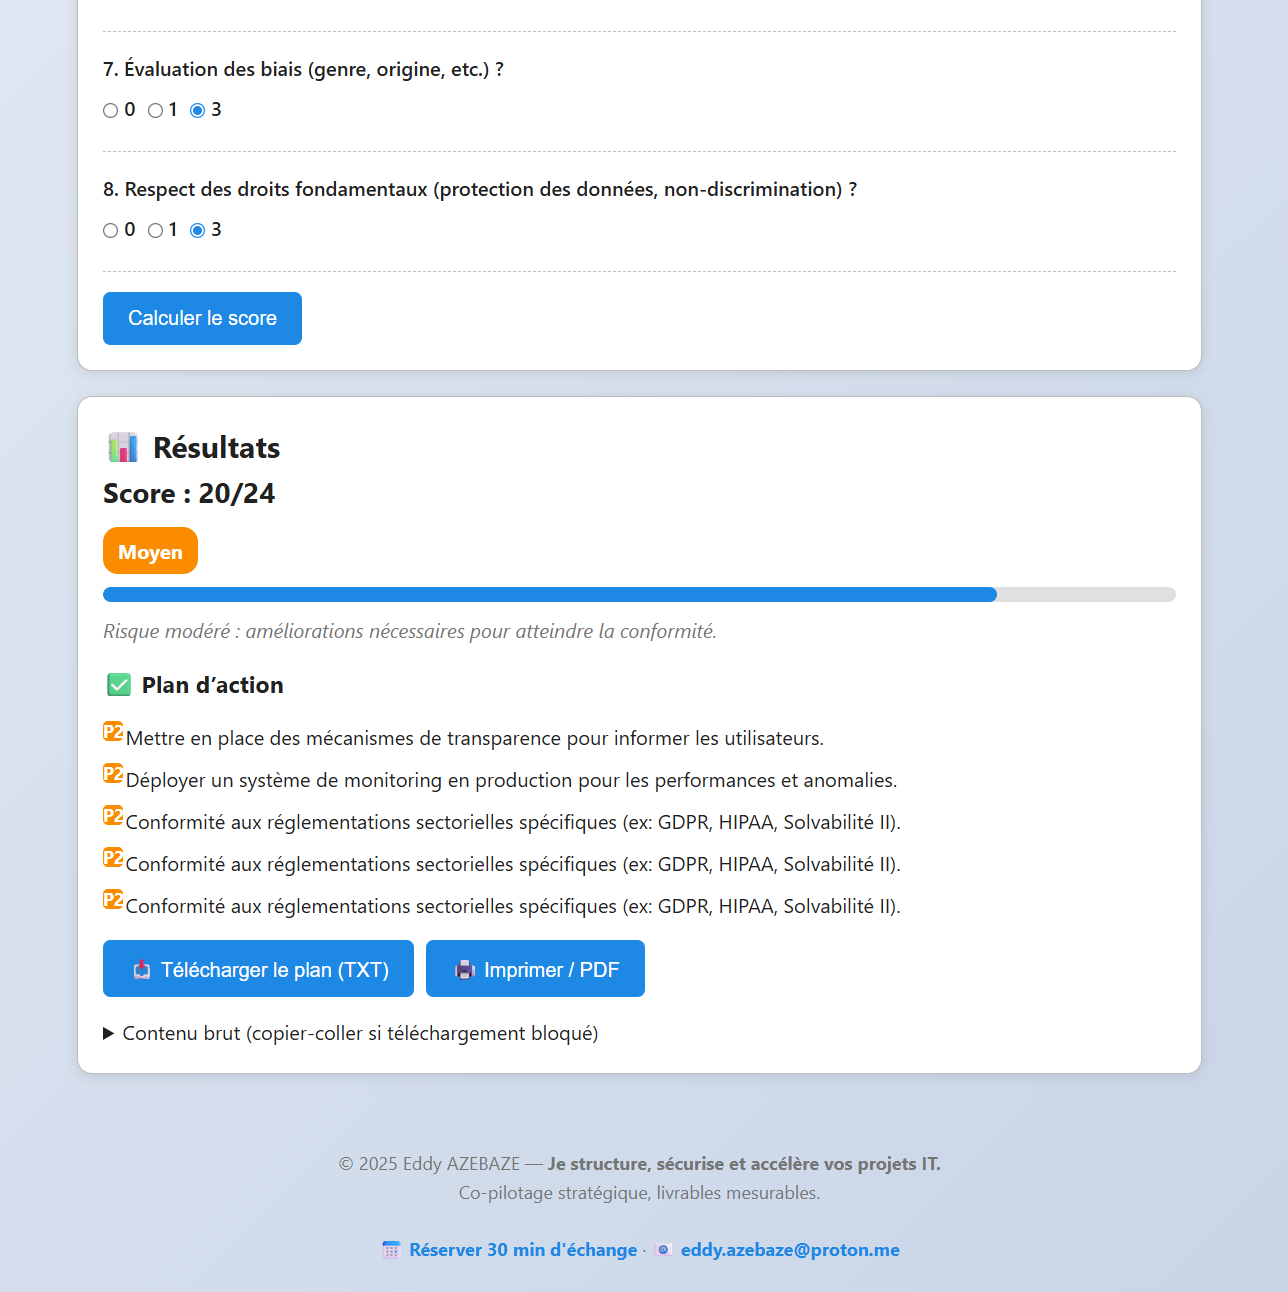 7. Évaluation des biais (genre, origine, etc.) ?
0 1 3
8. Respect des droits fondamentaux (protection des données, non-discrimination) ?
0 1 3
Calculer le score
Résultats
Score : 20/24
Moyen
Risque modéré : améliorations nécessaires pour atteindre la conformité.
Plan d’action
P2 Mettre en place des mécanismes de transparence pour informer les utilisateurs.
P2 Déployer un système de monitoring en production pour les performances et anomalies.
P2 Conformité aux réglementations sectorielles spécifiques (ex: GDPR, HIPAA, Solvabilité II).
P2 Conformité aux réglementations sectorielles spécifiques (ex: GDPR, HIPAA, Solvabilité II).
P2 Conformité aux réglementations sectorielles spécifiques (ex: GDPR, HIPAA, Solvabilité II).
Télécharger le plan (TXT) Imprimer / PDF
Contenu brut (copier-coller si téléchargement bloqué)
© 2025 Eddy AZEBAZE — Je structure, sécurise et accélère vos projets IT.
Co-pilotage stratégique, livrables mesurables.
Réserver 30 min d'échange · eddy.azebaze@proton.me